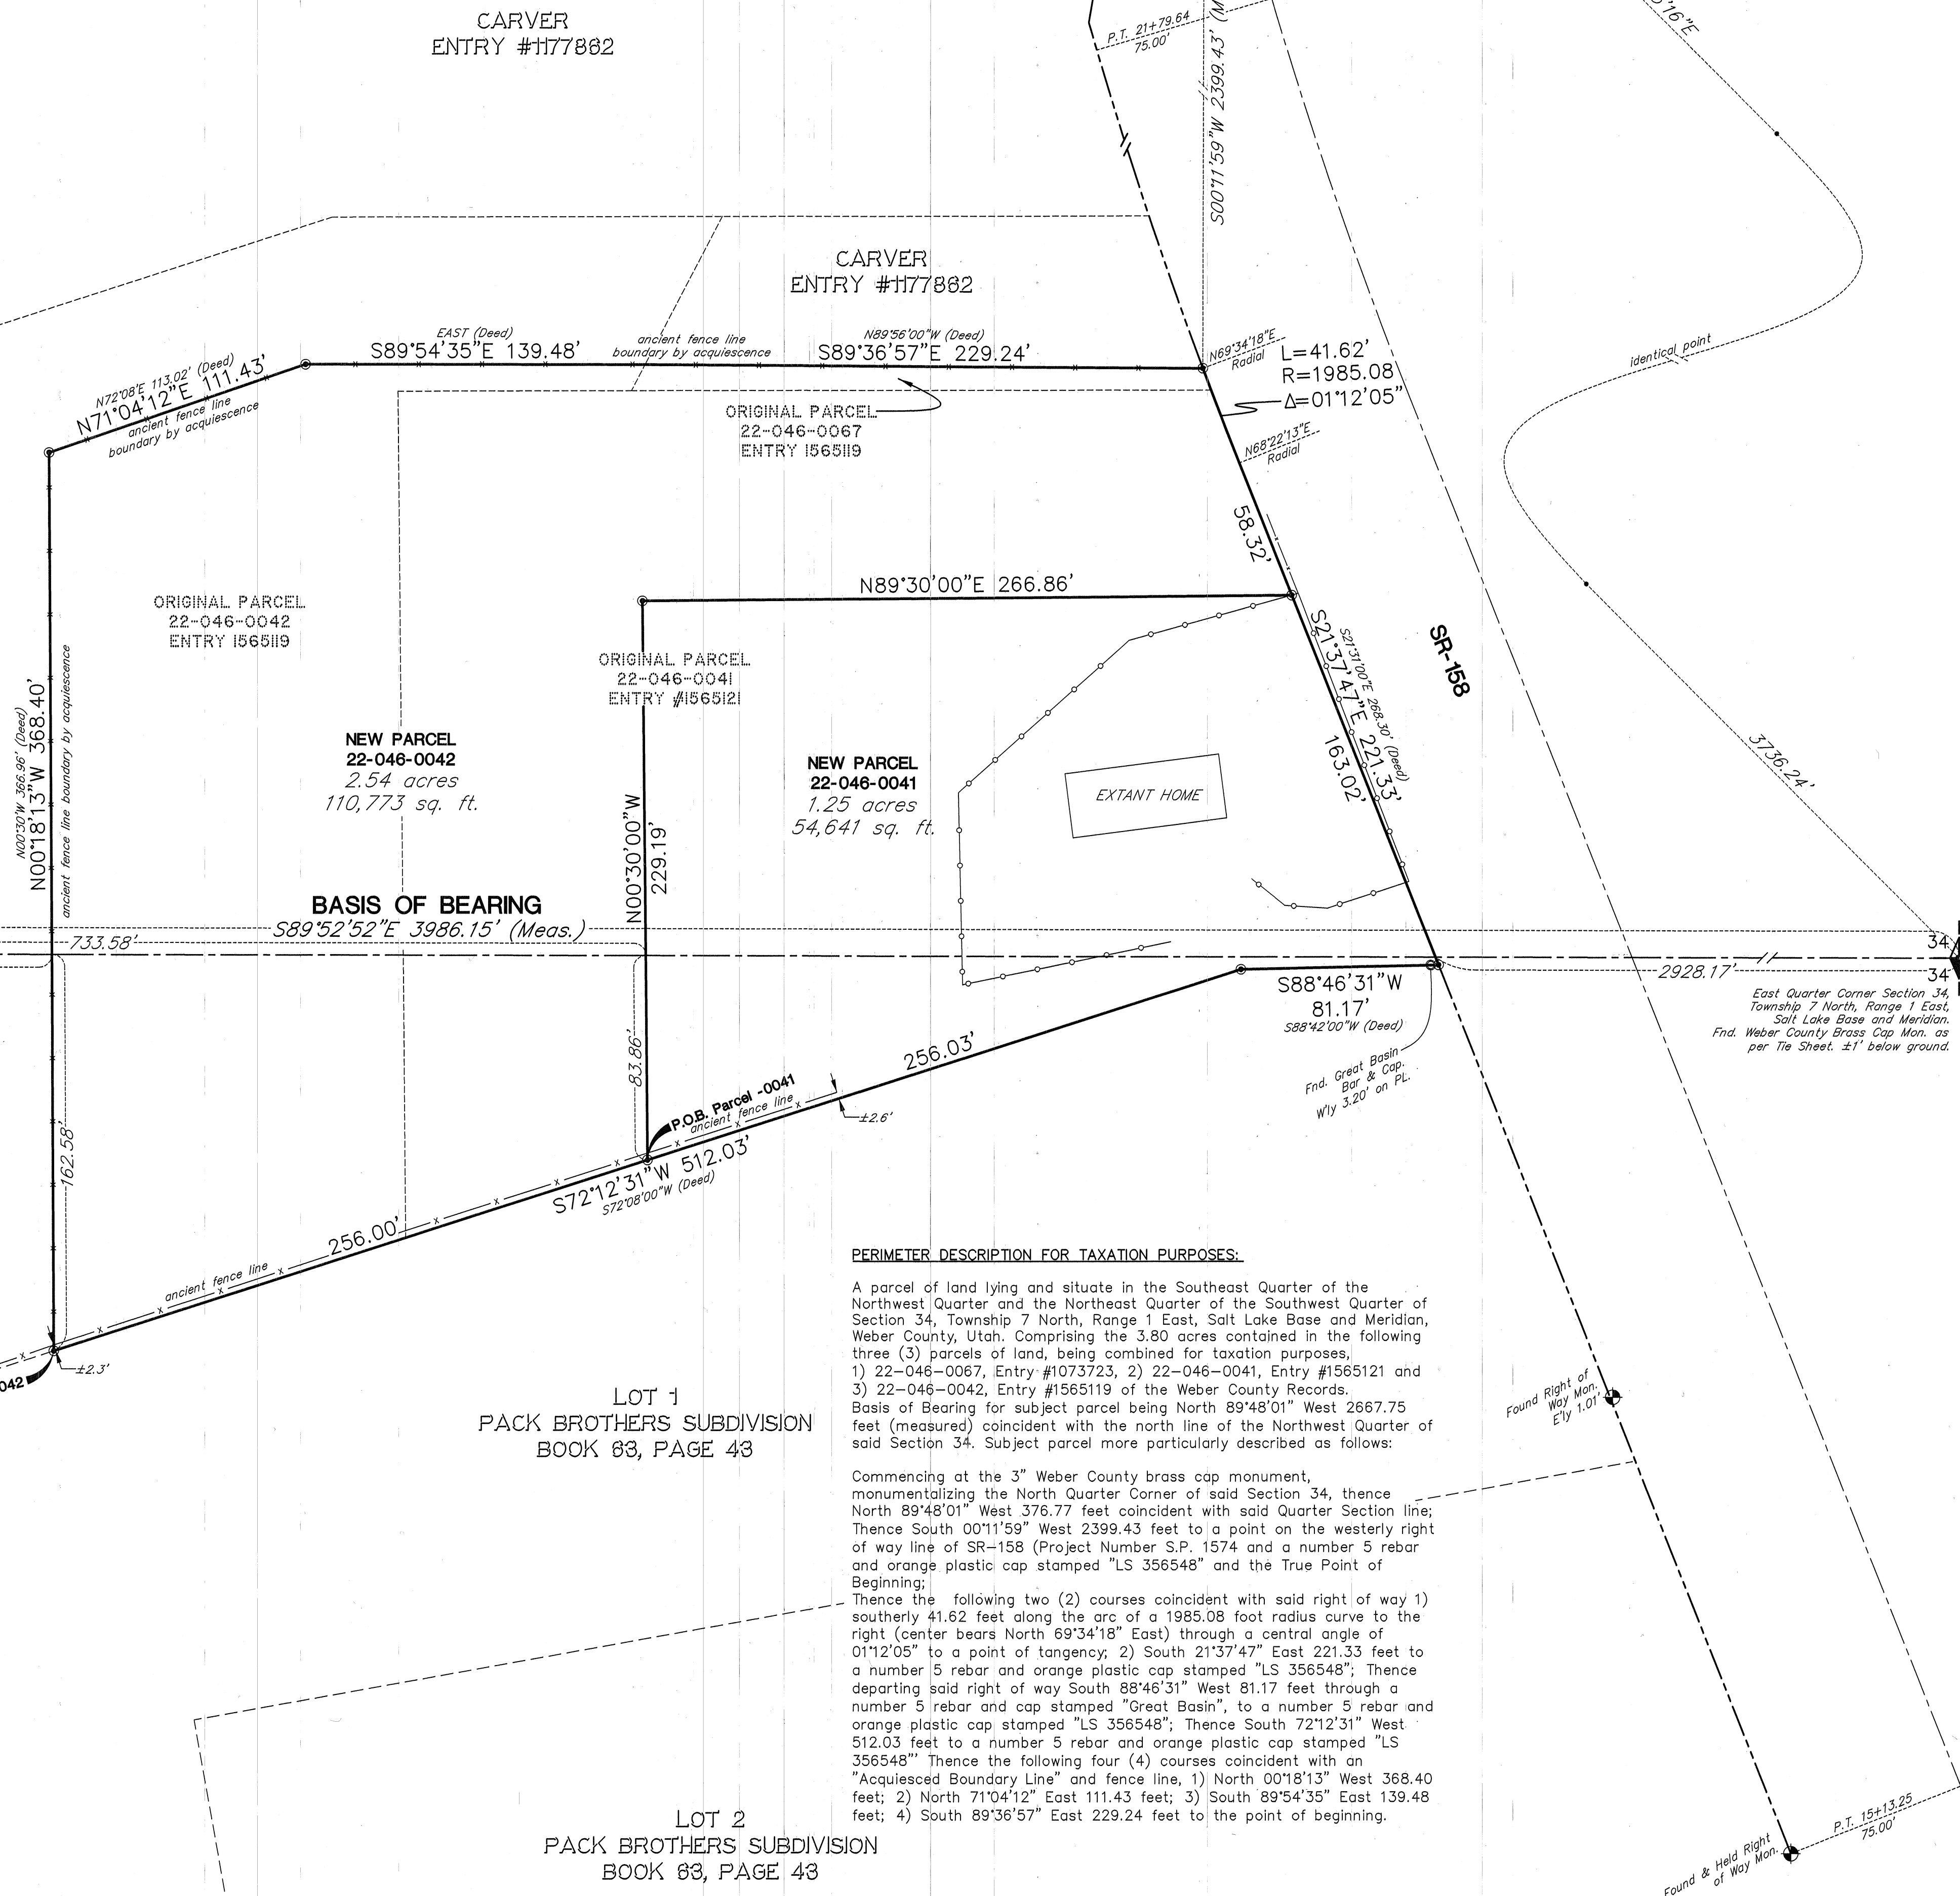 CARVER
ENTRY #1177862
P.T. 21+79.64
75.00'
S00°11'59"W 2399.43' (M
'16"E
CARVER
ENTRY #1177862
N72°08'E 113.02' (Deed)
N71°04'12"E 111.43'
ancient fence line
boundary by acquiescence
EAST (Deed)
S89°54'35"E 139.48'
ancient fence line
boundary by acquiescence
N89°56'00"W (Deed)
S89°36'57"E 229.24'
N69°34'18"E
Radial
L=41.62'
R=1985.08
Δ=01°12'05"
identical point
ORIGINAL PARCEL
22-046-0067
ENTRY 1565119
N68°22'13"E
Radial
58.32'
N89°30'00"E 266.86'
ORIGINAL PARCEL
22-046-0042
ENTRY 1565119
ORIGINAL PARCEL
22-046-0041
ENTRY #1565121
S21°37'47"E 221.33'
S21°31'00"E 268.30' (Deed)
163.02'
SR-158
N00°30'W 366.96' (Deed)
N00°18'13"W 368.40'
ancient fence line boundary by acquiescence
NEW PARCEL
22-046-0042
2.54 acres
110,773 sq. ft.
NEW PARCEL
22-046-0041
1.25 acres
54,641 sq. ft.
EXTANT HOME
3736.24'
N00°30'00"W
229.19'
BASIS OF BEARING
S89°52'52"E 3986.15' (Meas.)
733.58'
2928.17'
34
34
East Quarter Corner Section 34,
Township 7 North, Range 1 East,
Salt Lake Base and Meridian.
Fnd. Weber County Brass Cap Mon. as
per Tie Sheet. ±1' below ground.
S88°46'31"W
81.17'
S88°42'00"W (Deed)
Fnd. Great Basin
Bar & Cap.
W'ly 3.20' on PL.
256.03'
83.86'
P.O.B. Parcel -0041
ancient fence line
±2.6'
162.58'
S72°12'31"W 512.03'
S72°08'00"W (Deed)
256.00'
ancient fence line
±2.3'
042
PERIMETER DESCRIPTION FOR TAXATION PURPOSES:
A parcel of land lying and situate in the Southeast Quarter of the
Northwest Quarter and the Northeast Quarter of the Southwest Quarter of
Section 34, Township 7 North, Range 1 East, Salt Lake Base and Meridian,
Weber County, Utah. Comprising the 3.80 acres contained in the following
three (3) parcels of land, being combined for taxation purposes,
1) 22-046-0067, Entry #1073723, 2) 22-046-0041, Entry #1565121 and
3) 22-046-0042, Entry #1565119 of the Weber County Records.
Basis of Bearing for subject parcel being North 89°48'01" West 2667.75
feet (measured) coincident with the north line of the Northwest Quarter of
said Section 34. Subject parcel more particularly described as follows:
Commencing at the 3" Weber County brass cap monument,
monumentalizing the North Quarter Corner of said Section 34, thence
North 89°48'01" West 376.77 feet coincident with said Quarter Section line;
Thence South 00°11'59" West 2399.43 feet to a point on the westerly right
of way line of SR-158 (Project Number S.P. 1574 and a number 5 rebar
and orange plastic cap stamped "LS 356548" and the True Point of
Beginning;
Thence the following two (2) courses coincident with said right of way 1)
southerly 41.62 feet along the arc of a 1985.08 foot radius curve to the
right (center bears North 69°34'18" East) through a central angle of
01°12'05" to a point of tangency; 2) South 21°37'47" East 221.33 feet to
a number 5 rebar and orange plastic cap stamped "LS 356548"; Thence
departing said right of way South 88°46'31" West 81.17 feet through a
number 5 rebar and cap stamped "Great Basin", to a number 5 rebar and
orange plastic cap stamped "LS 356548"; Thence South 72°12'31" West
512.03 feet to a number 5 rebar and orange plastic cap stamped "LS
356548"' Thence the following four (4) courses coincident with an
"Acquiesced Boundary Line" and fence line, 1) North 00°18'13" West 368.40
feet; 2) North 71°04'12" East 111.43 feet; 3) South 89°54'35" East 139.48
feet; 4) South 89°36'57" East 229.24 feet to the point of beginning.
LOT 1
PACK BROTHERS SUBDIVISION
BOOK 63, PAGE 43
LOT 2
PACK BROTHERS SUBDIVISION
BOOK 63, PAGE 43
Found Right of
Way Mon.
E'ly 1.01'
P.T. 15+13.25
75.00'
Found & Held Right
of Way Mon.